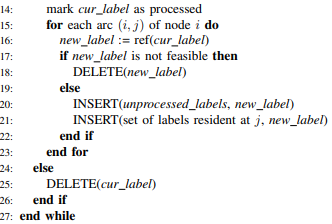 14: mark cur_label as processed
15: for each arc (i, j) of node i do
16: new_label := ref(cur_label)
17: if new_label is not feasible then
18: DELETE(new_label)
19: else
20: INSERT(unprocessed_labels, new_label)
21: INSERT(set of labels resident at j, new_label)
22: end if
23: end for
24: else
25: DELETE(cur_label)
26: end if
27: end while